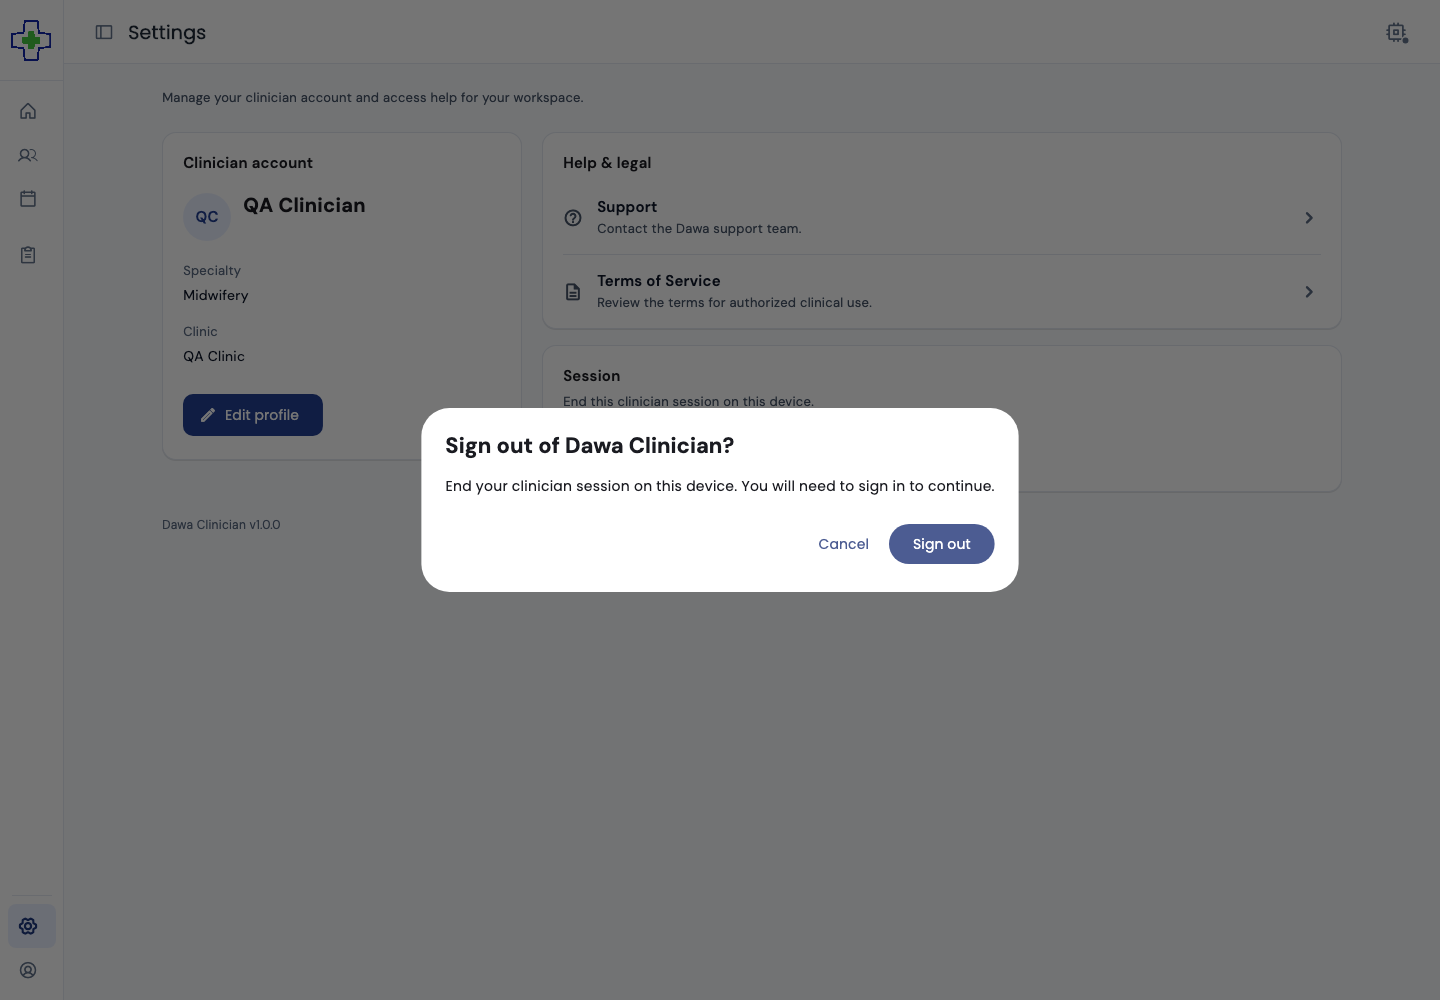 Settings
Manage your clinician account and access help for your workspace.
Clinician account
QC
QA Clinician
Specialty
Midwifery
Clinic
QA Clinic
Edit profile
Help & legal
Support
Contact the Dawa support team.
Terms of Service
Review the terms for authorized clinical use.
Session
End this clinician session on this device.
Sign out of Dawa Clinician?
End your clinician session on this device. You will need to sign in to continue.
Cancel
Sign out
Dawa Clinician v1.0.0